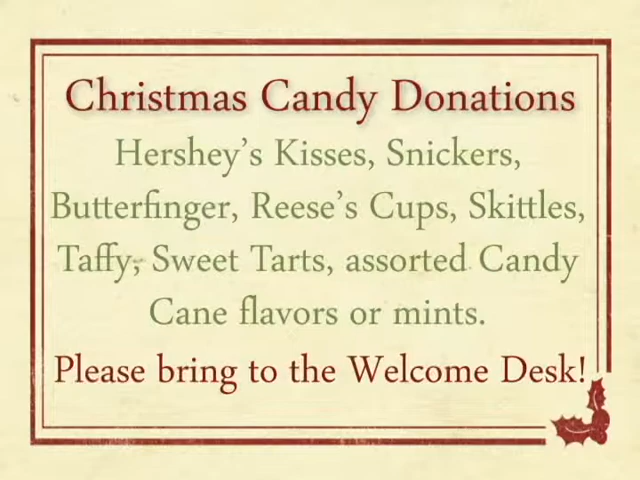 Christmas Candy Donations
Hershey's Kisses, Snickers,
Butterfinger, Reese's Cups, Skittles,
Taffy, Sweet Tarts, assorted Candy
Cane flavors or mints.
Please bring to the Welcome Desk!